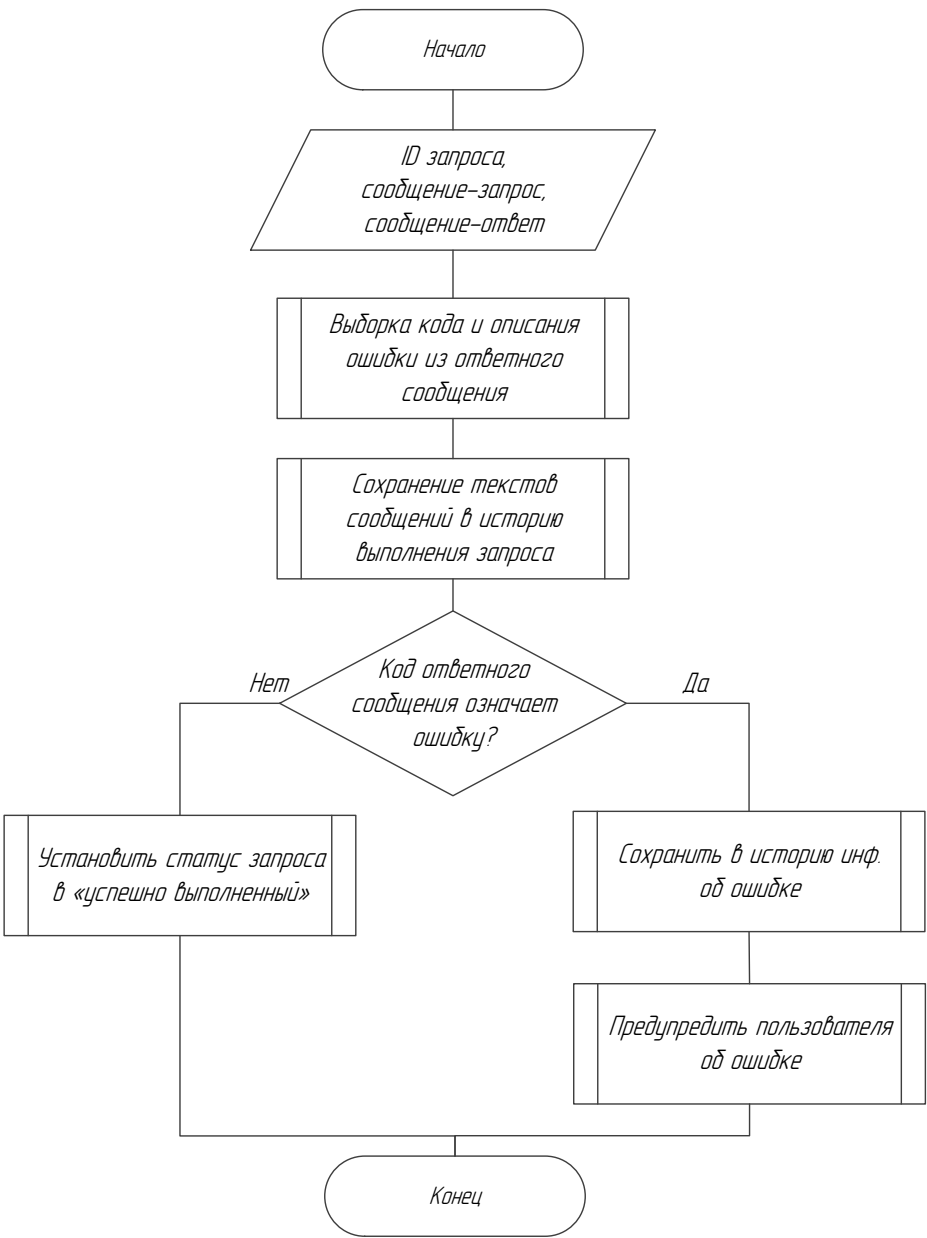 Начало
ID запроса,
сообщение-запрос,
сообщение-ответ
Выборка кода и описания
ошибки из ответного
сообщения
Сохранение текстов
сообщений в историю
выполнения запроса
Код ответного
сообщения означает
ошибку?
Нет
Да
Установить статус запроса
в «успешно выполненный»
Сохранить в историю инф.
об ошибке
Предупредить пользователя
об ошибке
Конец